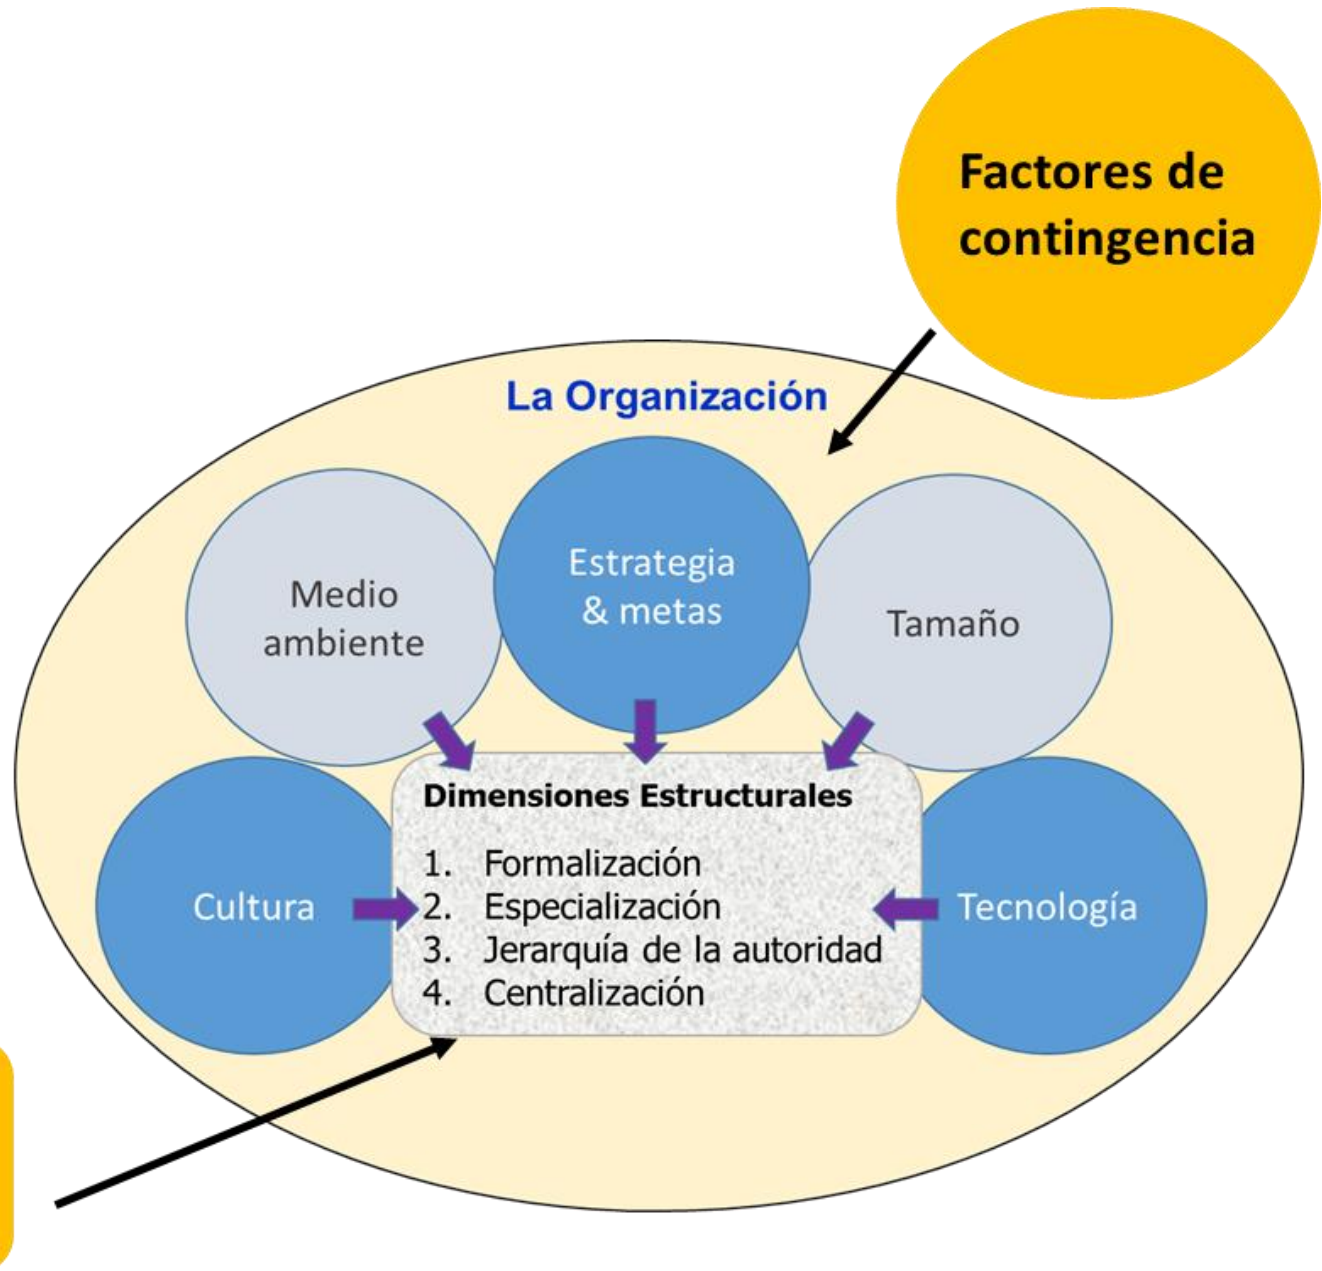 Factores de
contingencia
La Organización
Medio
ambiente
Estrategia
& metas
Tamaño
Cultura
Dimensiones Estructurales
1. Formalización
2. Especialización
3. Jerarquía de la autoridad
4. Centralización
Tecnología